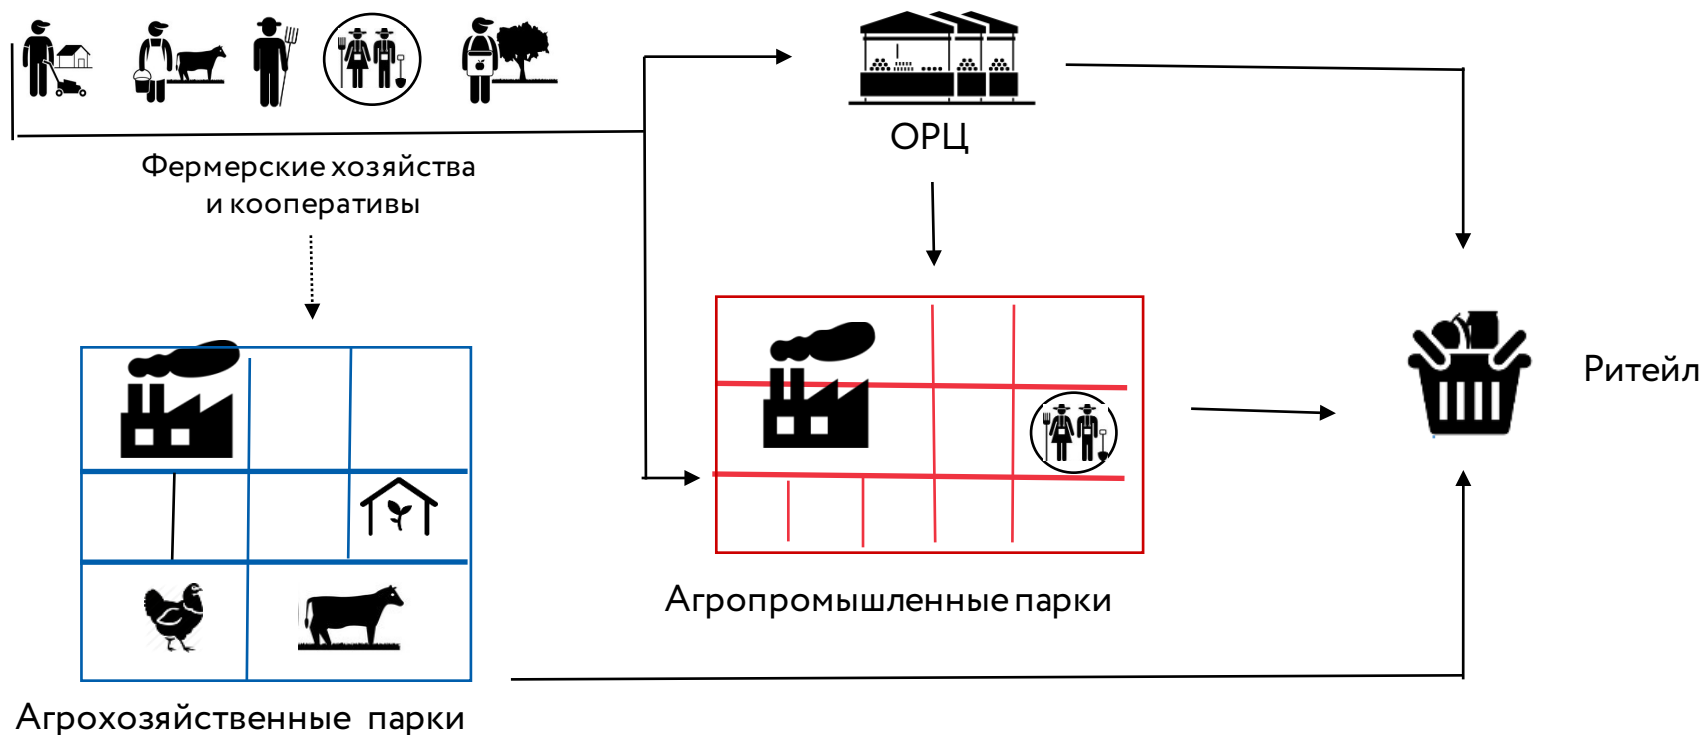 ОРЦ
Фермерские хозяйства
и кооперативы
Ритейл
Агропромышленные парки
Агрохозяйственные парки